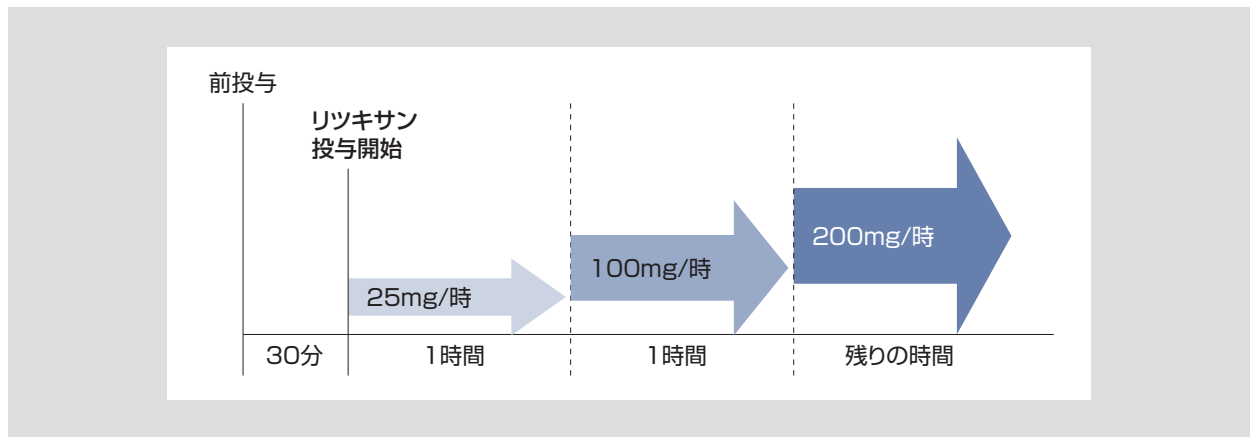 前投与
リツキサン
投与開始
25mg/時
100mg/時
200mg/時
30分
1時間
1時間
残りの時間